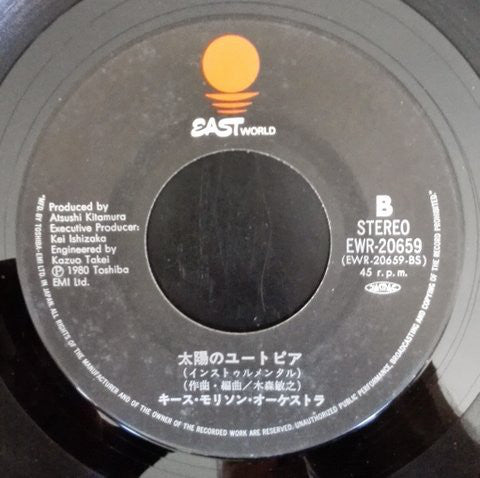 EAST WORLD
Produced by
Atsushi Kitamura
Executive Producer:
Kei Ishizaka
Engineered by
Kazuo Takei
Ⓟ 1980 Toshiba
EMI Ltd.
B
STEREO
EWR-20659
(EWR-20659-BS)
45 r.p.m.
太陽のユートピア
(インストゥルメンタル)
(作曲・編曲/木森敏之)
キース・モリソン・オーケストラ
MFD. BY TOSHIBA-EMI LTD. IN JAPAN. ALL RIGHTS OF THE MANUFACTURER AND OF THE OWNER OF THE RECORDED WORK ARE RESERVED. UNAUTHORIZED PUBLIC PERFORMANCE, BROADCASTING AND COPYING OF THE RECORD PROHIBITED.